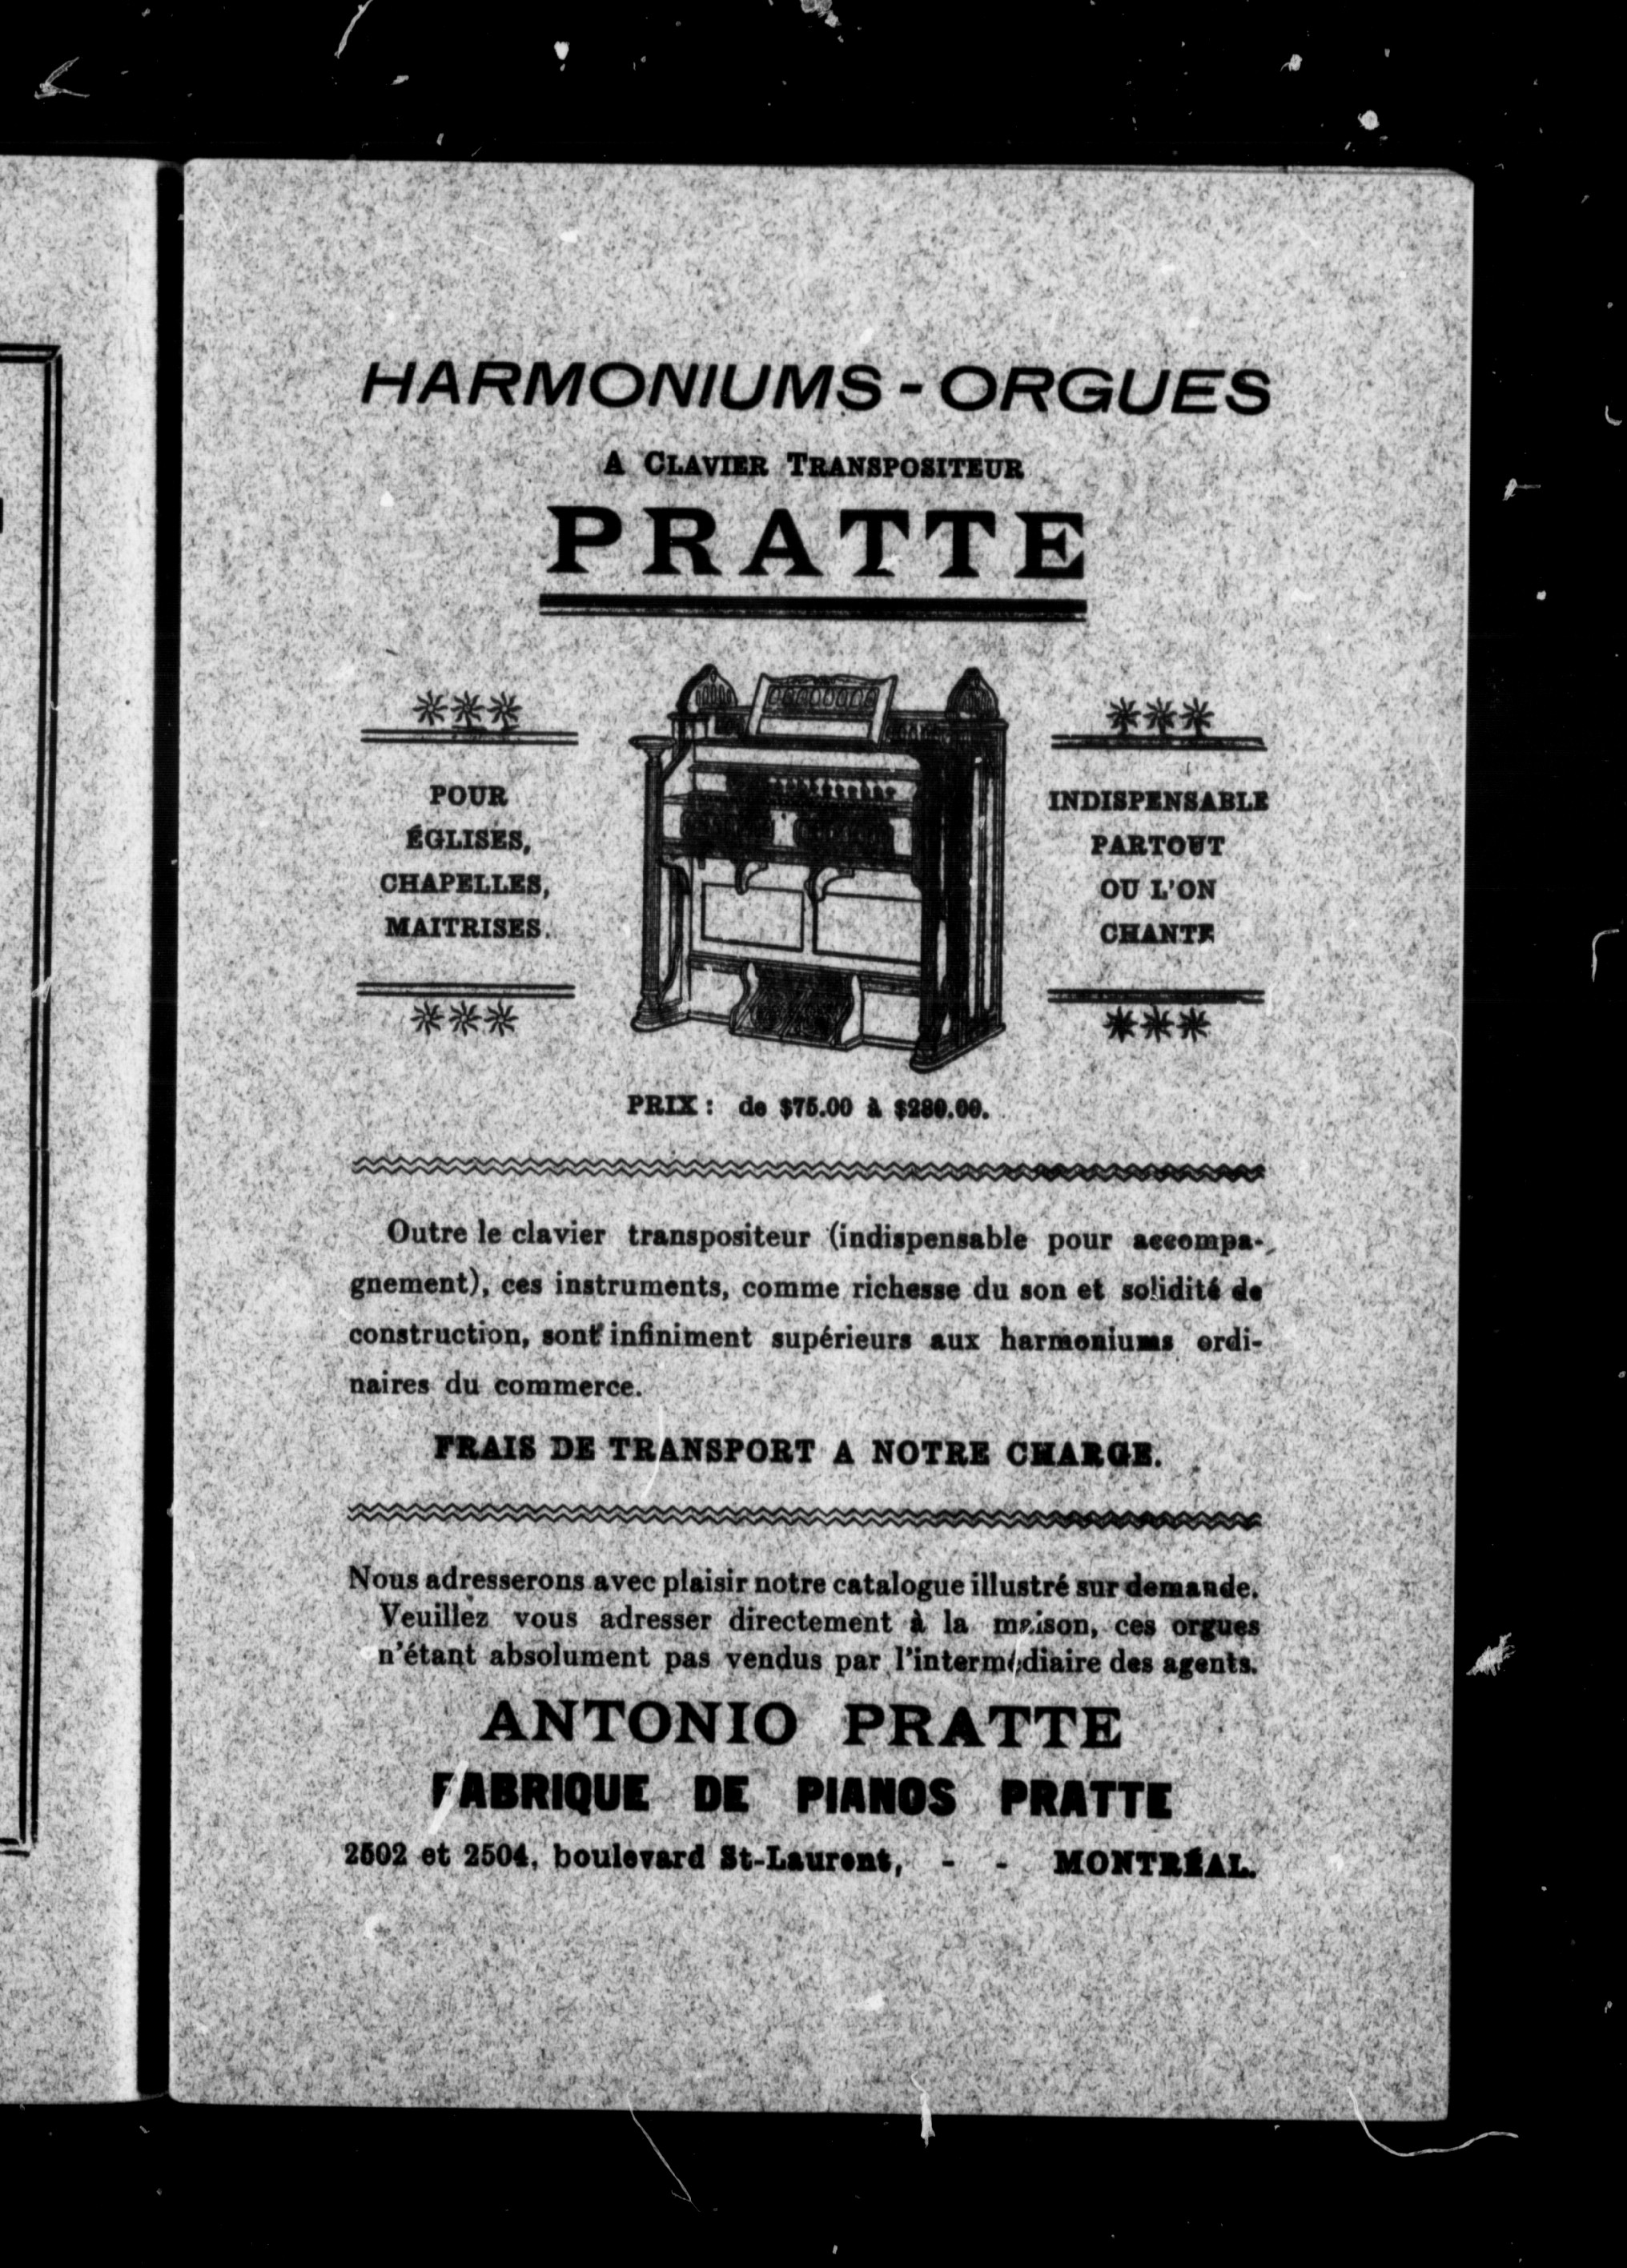 HARMONIUMS - ORGUES
A CLAVIER TRANSPOSITEUR
PRATTE
POUR
ÉGLISES,
CHAPELLES,
MAITRISES.
INDISPENSABLE
PARTOUT
OU L'ON
CHANTE
PRIX : de $75.00 à $280.00.
Outre le clavier transpositeur (indispensable pour accompa-
gnement), ces instruments, comme richesse du son et solidité de
construction, sont infiniment supérieurs aux harmoniums ordi-
naires du commerce.
FRAIS DE TRANSPORT A NOTRE CHARGE.
Nous adresserons avec plaisir notre catalogue illustré sur demande.
Veuillez vous adresser directement à la maison, ces orgues
n'étant absolument pas vendus par l'intermédiaire des agents.
ANTONIO PRATTE
FABRIQUE DE PIANOS PRATTE
2502 et 2504, boulevard St-Laurent, - - MONTRÉAL.